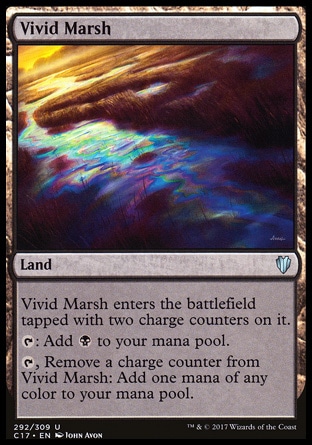 Vivid Marsh
Land
Vivid Marsh enters the battlefield
tapped with two charge counters on it.
: Add to your mana pool.
, Remove a charge counter from
Vivid Marsh: Add one mana of any
color to your mana pool.
292/309 U
C17 • EN John Avon
™ & © 2017 Wizards of the Coast